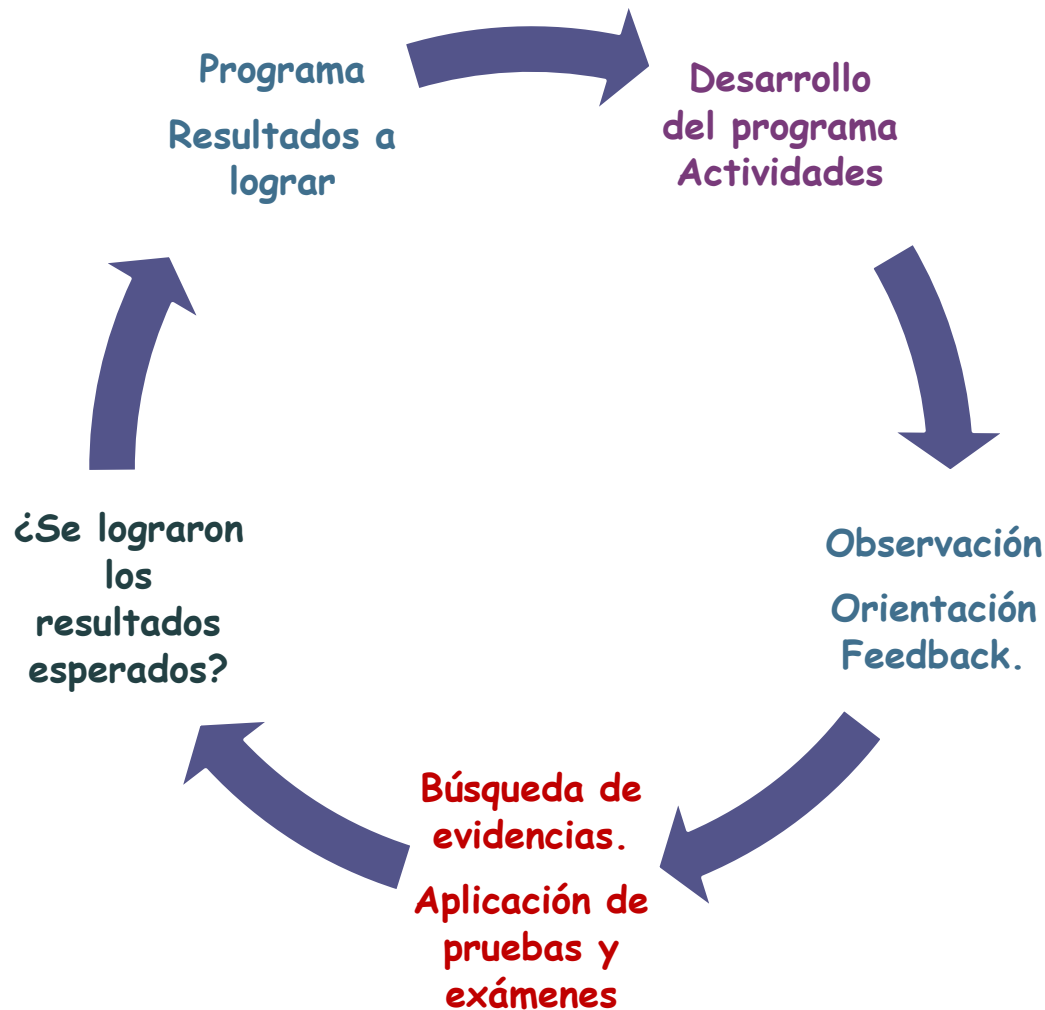 Programa
Resultados a
lograr
Desarrollo
del programa
Actividades
Observación
Orientación
Feedback.
Búsqueda de
evidencias.
Aplicación de
pruebas y
exámenes
¿Se lograron
los
resultados
esperados?